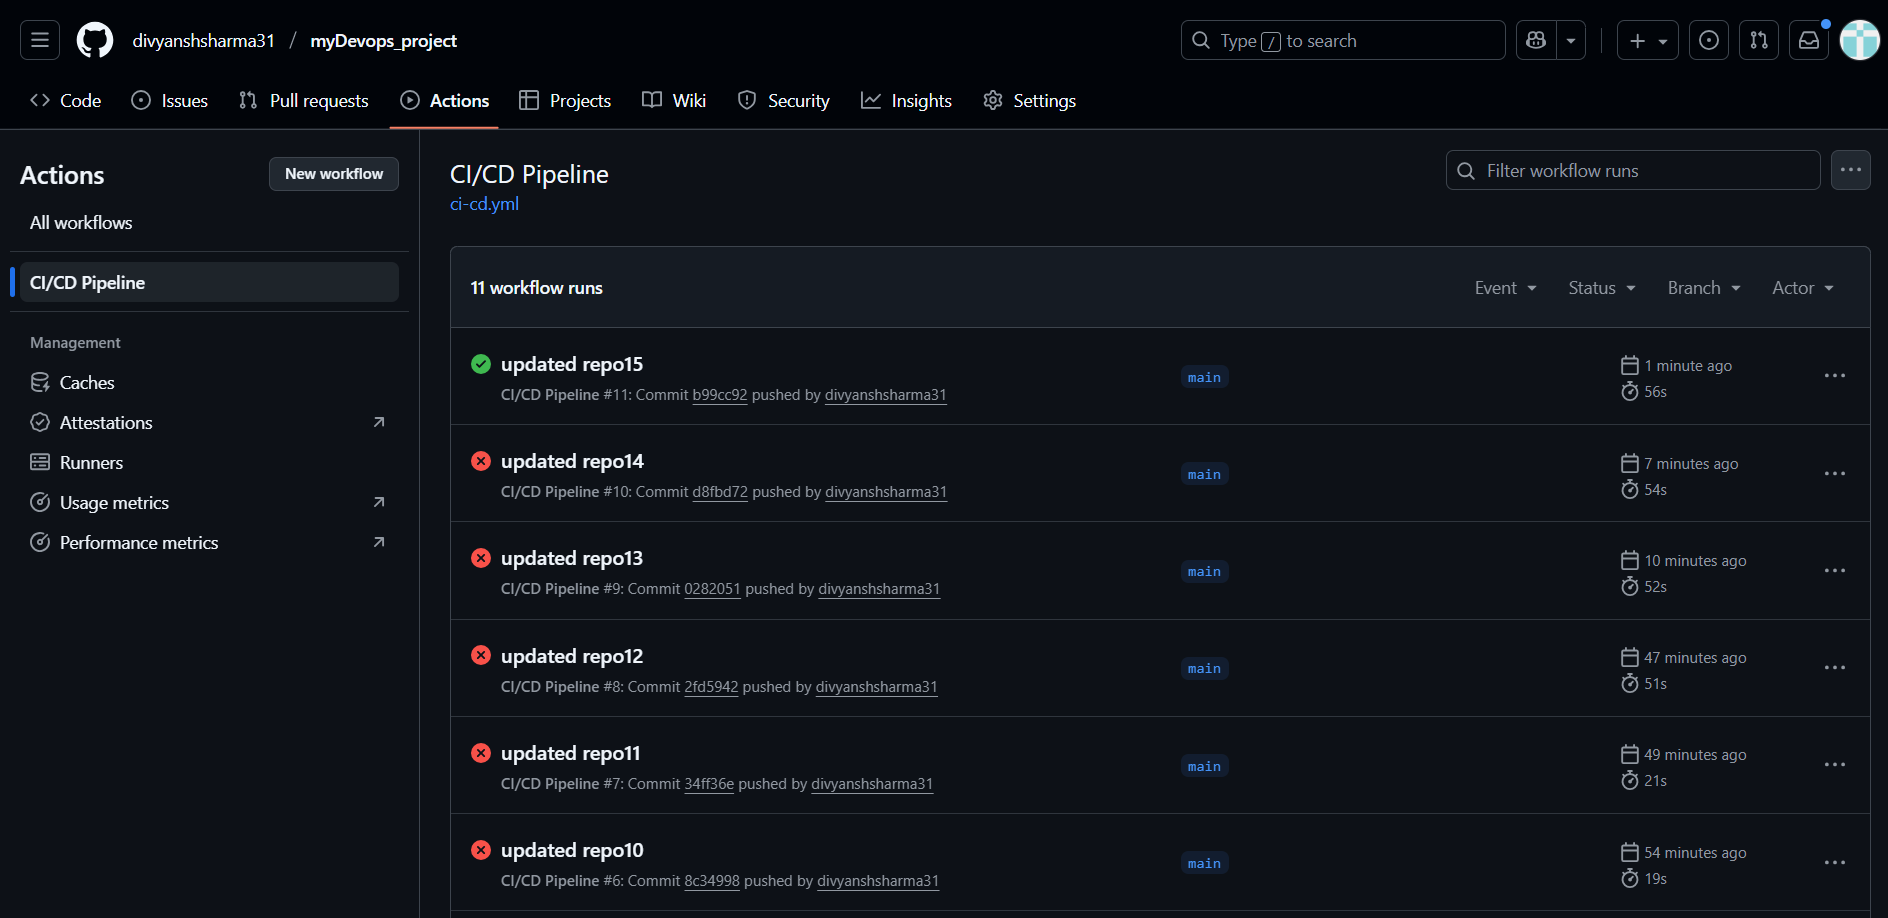 divyanshsharma31 / myDevops_project
Type / to search
Code Issues Pull requests Actions Projects Wiki Security Insights Settings
Actions
New workflow
All workflows
CI/CD Pipeline
Management
Caches
Attestations
Runners
Usage metrics
Performance metrics
CI/CD Pipeline
ci-cd.yml
Filter workflow runs
11 workflow runs
Event Status Branch Actor
updated repo15
CI/CD Pipeline #11: Commit b99cc92 pushed by divyanshsharma31
main
1 minute ago
56s
updated repo14
CI/CD Pipeline #10: Commit d8fbd72 pushed by divyanshsharma31
main
7 minutes ago
54s
updated repo13
CI/CD Pipeline #9: Commit 0282051 pushed by divyanshsharma31
main
10 minutes ago
52s
updated repo12
CI/CD Pipeline #8: Commit 2fd5942 pushed by divyanshsharma31
main
47 minutes ago
51s
updated repo11
CI/CD Pipeline #7: Commit 34ff36e pushed by divyanshsharma31
main
49 minutes ago
21s
updated repo10
CI/CD Pipeline #6: Commit 8c34998 pushed by divyanshsharma31
main
54 minutes ago
19s